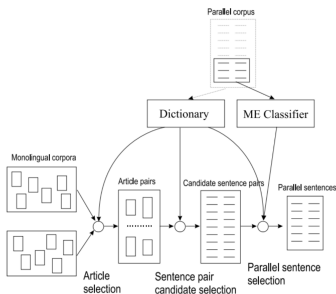 Parallel corpus
Dictionary
ME Classifier
Monolingual corpora
Article pairs
Candidate sentence pairs
Parallel sentences
Article
selection
Sentence pair
candidate selection
Parallel sentence
selection